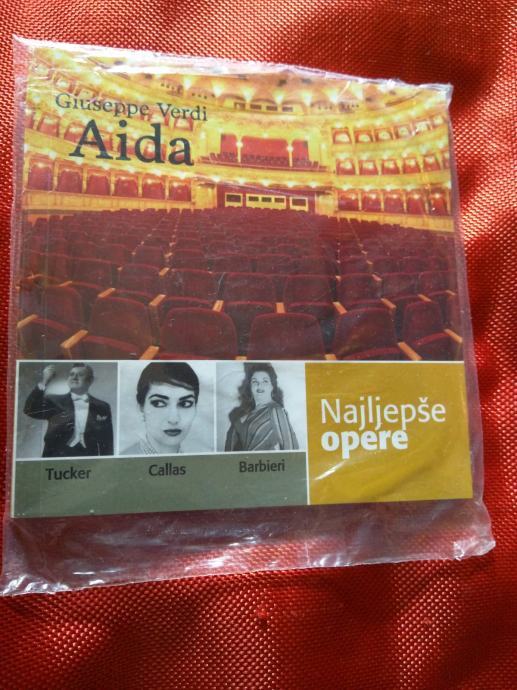 Giuseppe Verdi
Aida
Tucker
Callas
Barbieri
Najljepše
opere